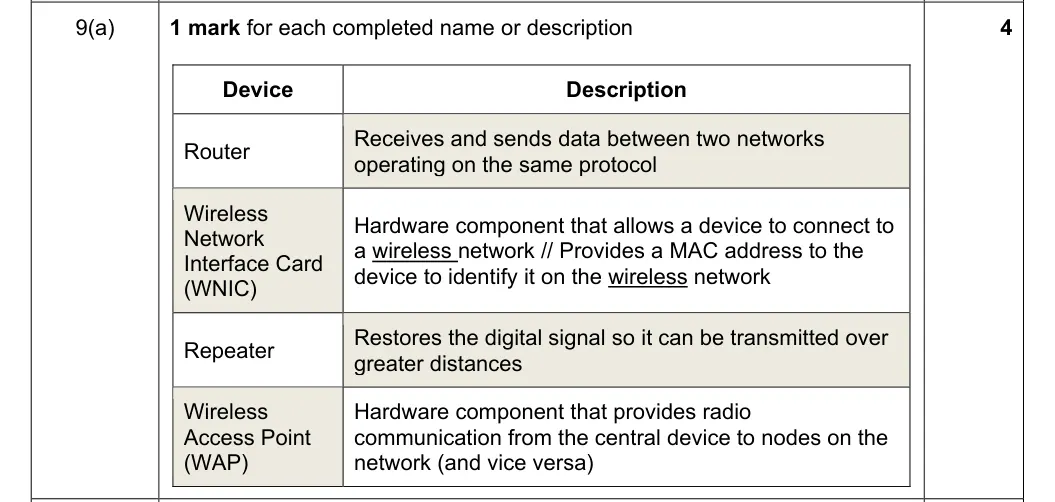 9(a)
1 mark for each completed name or description
4
Device
Description
Router
Receives and sends data between two networks
operating on the same protocol
Wireless
Network
Interface Card
(WNIC)
Hardware component that allows a device to connect to
a wireless network // Provides a MAC address to the
device to identify it on the wireless network
Repeater
Restores the digital signal so it can be transmitted over
greater distances
Wireless
Access Point
(WAP)
Hardware component that provides radio
communication from the central device to nodes on the
network (and vice versa)